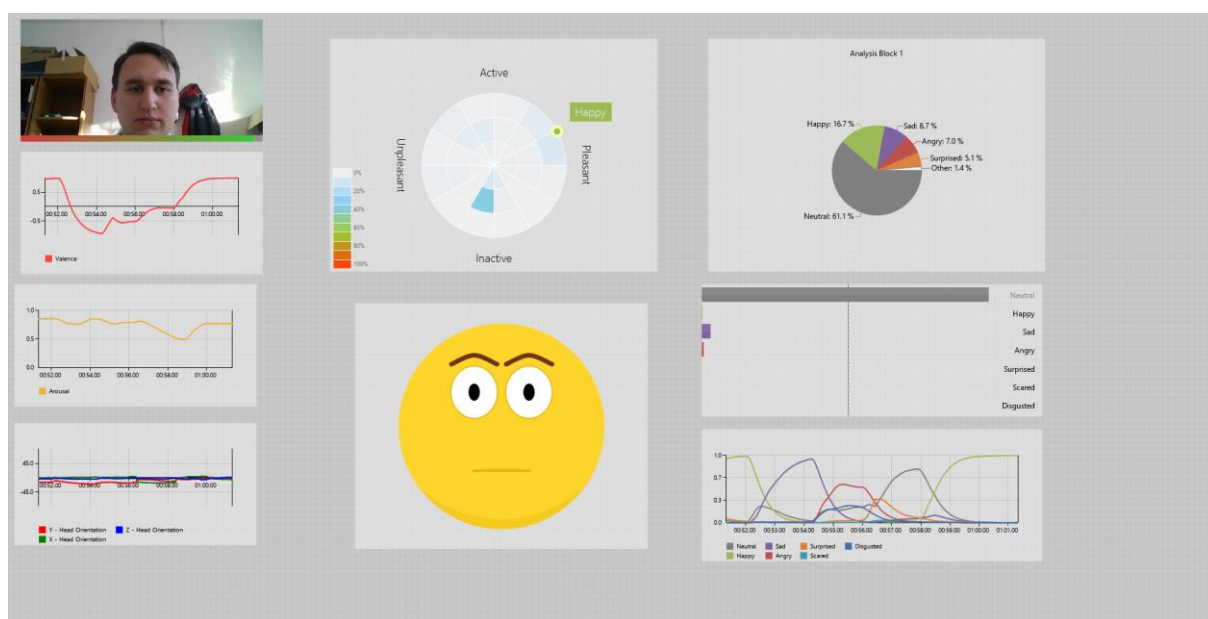 0.5
-0.5
00:52.00 00:54.00 00:56.00 00:58.00 01:00.00
Valence
1.0
0.5
0.0
00:52.00 00:54.00 00:56.00 00:58.00 01:00.00
Arousal
45.0
-45.0
00:52.00 00:54.00 00:56.00 00:58.00 01:00.00
Y - Head Orientation Z - Head Orientation
X - Head Orientation
Active
Happy
Unpleasant
Pleasant
Inactive
0%
20%
40%
60%
80%
100%
Analysis Block 1
Happy: 16.7 %
Sad: 8.7 %
Angry: 7.0 %
Surprised: 5.1 %
Other: 1.4 %
Neutral: 61.1 %
Neutral
Happy
Sad
Angry
Surprised
Scared
Disgusted
1.0
0.7
0.3
0.0
00:52.00 00:53.00 00:54.00 00:55.00 00:56.00 00:57.00 00:58.00 00:59.00 01:00.00 01:01.00
Neutral Sad Surprised Disgusted
Happy Angry Scared